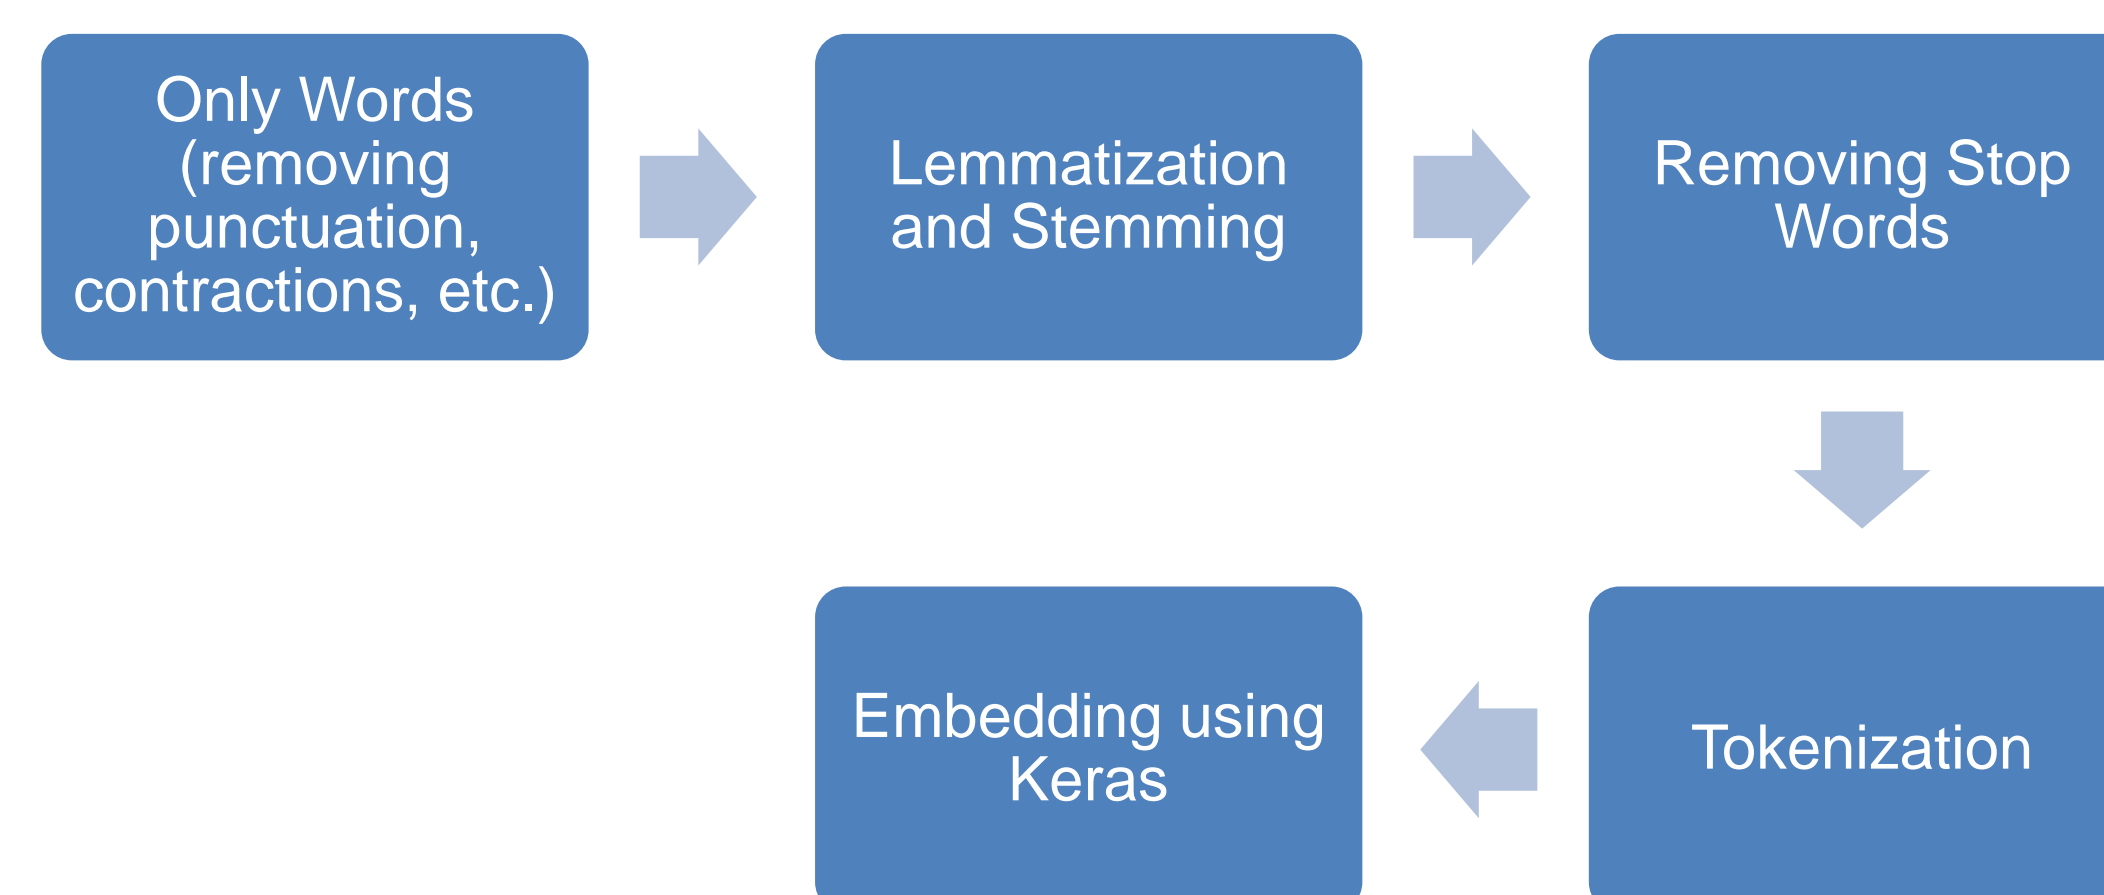 Only Words
(removing
punctuation,
contractions, etc.)
Lemmatization
and Stemming
Removing Stop
Words
Tokenization
Embedding using
Keras